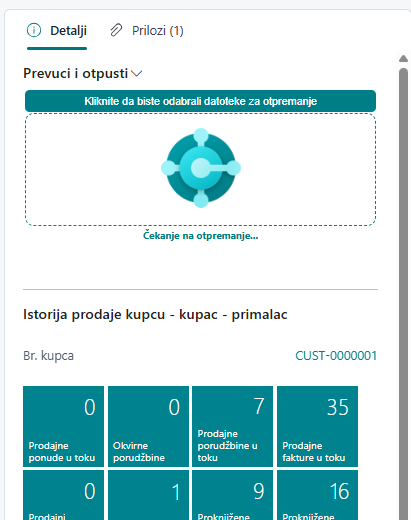 Detalji
Prilozi (1)
Prevuci i otpusti
Kliknite da biste odabrali datoteke za otpremanje
Čekanje na otpremanje...
Istorija prodaje kupcu - kupac - primalac
Br. kupca
CUST-0000001
0
0
7
35
Prodajne
ponude u toku
Okvirne
porudžbine
Prodajne
porudžbine u
toku
Prodajne
fakture u toku
0
1
9
16
Prodajni
Proknjižene
Proknjižene